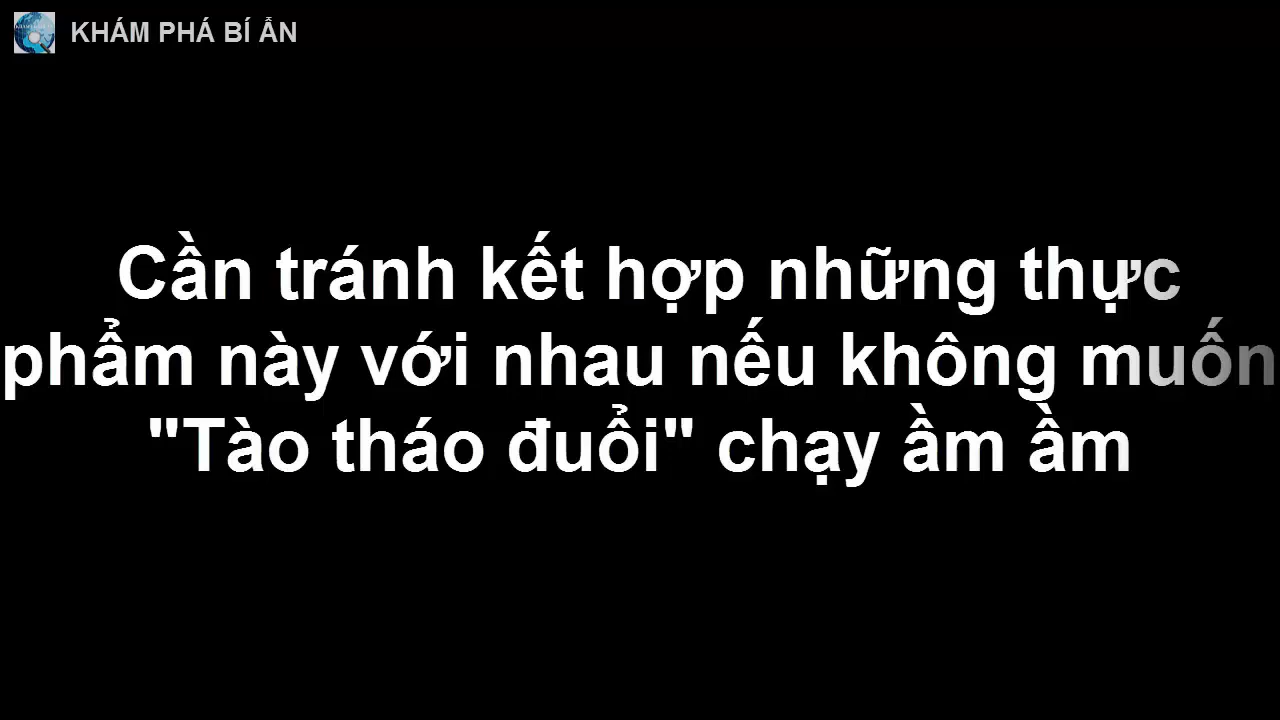 KHÁM PHÁ BÍ ẨN
Cần tránh kết hợp những thực
phẩm này với nhau nếu không muốn
"Tào tháo đuổi" chạy ầm ầm